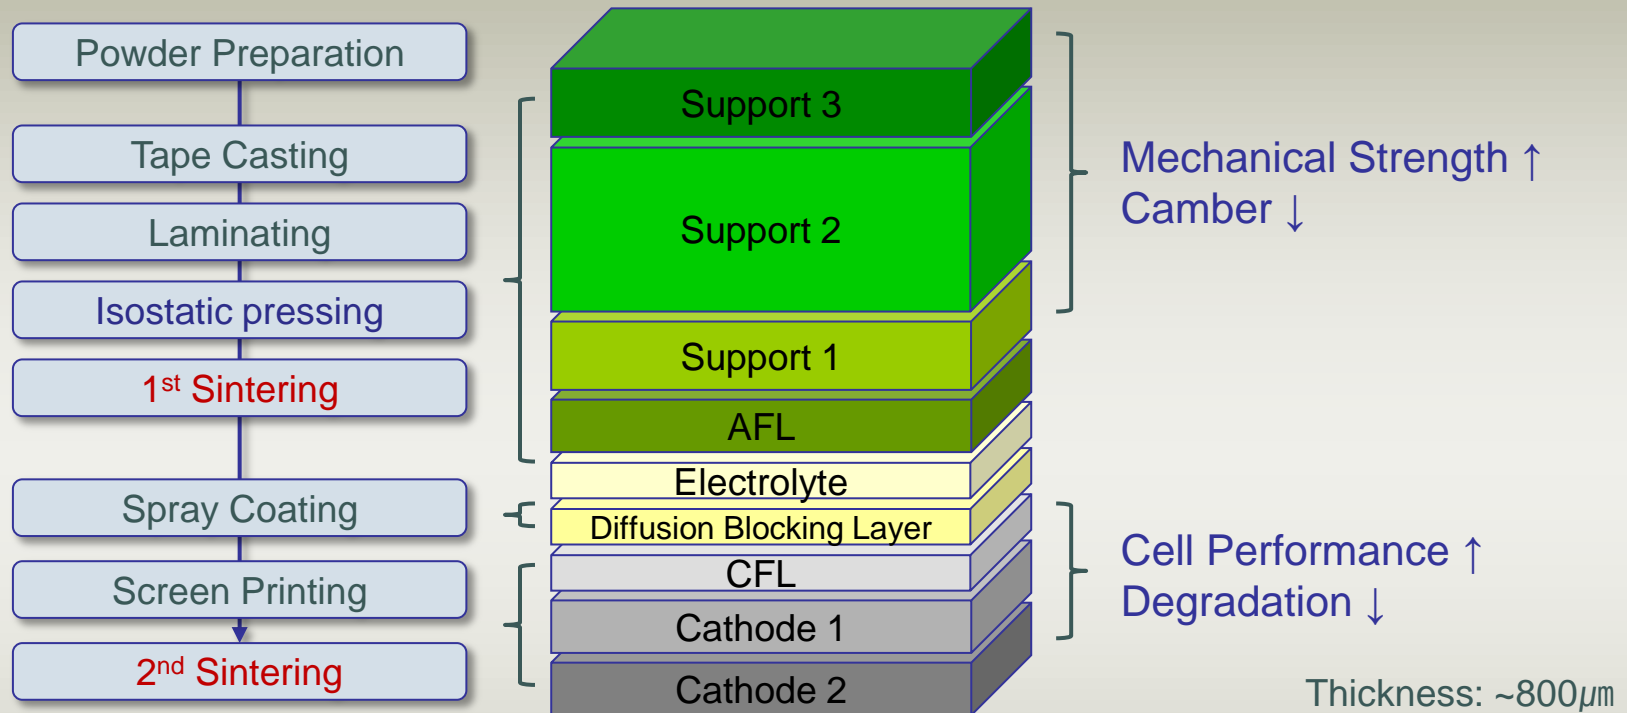 Powder Preparation
Tape Casting
Laminating
Isostatic pressing
1st Sintering
Spray Coating
Screen Printing
2nd Sintering
Support 3
Support 2
Support 1
AFL
Electrolyte
Diffusion Blocking Layer
CFL
Cathode 1
Cathode 2
Mechanical Strength ↑
Camber ↓
Cell Performance ↑
Degradation ↓
Thickness: ~800㎛